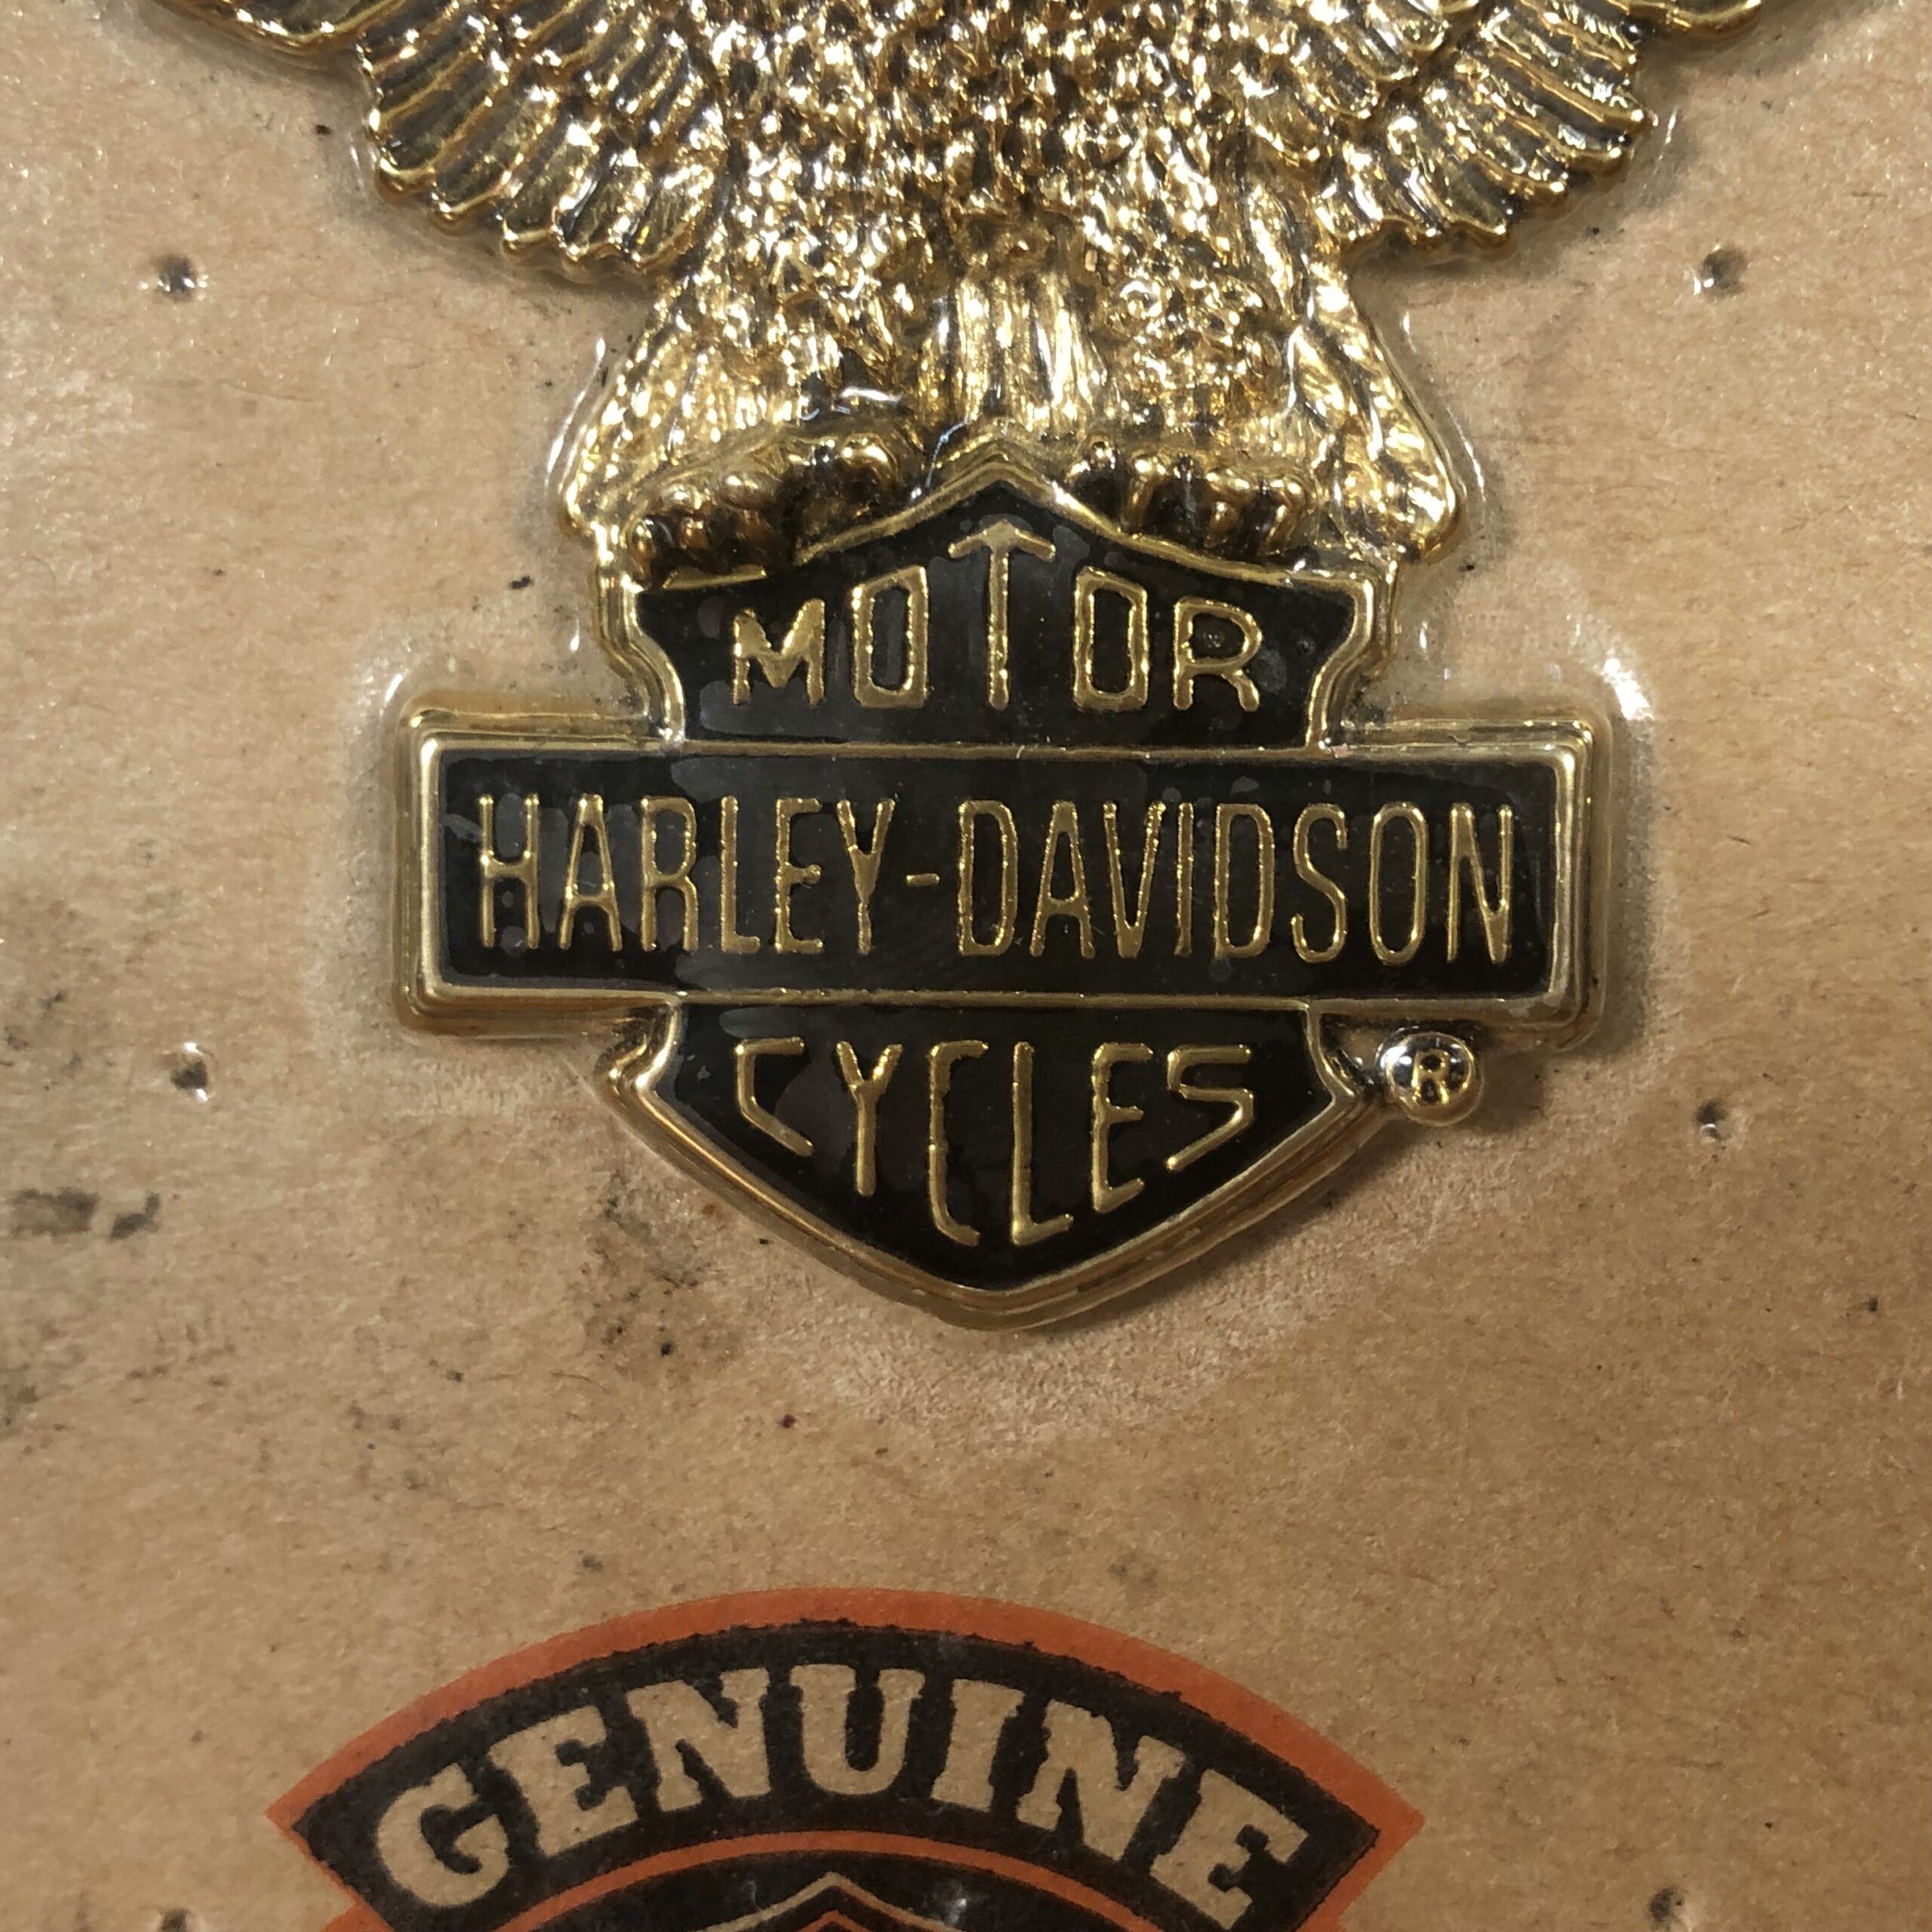 MOTOR
HARLEY-DAVIDSON
CYCLES
®
GENUINE